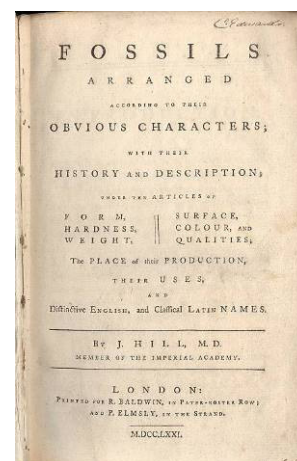 FOSSILS
ARRANGED
ACCORDING TO THEIR
OBVIOUS CHARACTERS;
WITH THEIR
HISTORY AND DESCRIPTION;
UNDER THE ARTICLES OF
FORM, SURFACE,
HARDNESS, COLOUR, AND
WEIGHT, QUALITIES;
The PLACE of their PRODUCTION,
THEIR USES,
AND
Distinctive ENGLISH, and Classical LATIN NAMES.
BY J. HILL, M.D.
MEMBER OF THE IMPERIAL ACADEMY.
LONDON:
PRINTED FOR R. BALDWIN, IN PATER-NOSTER ROW;
AND P. ELMSLY, IN THE STRAND.
M.DCC,LXXI.